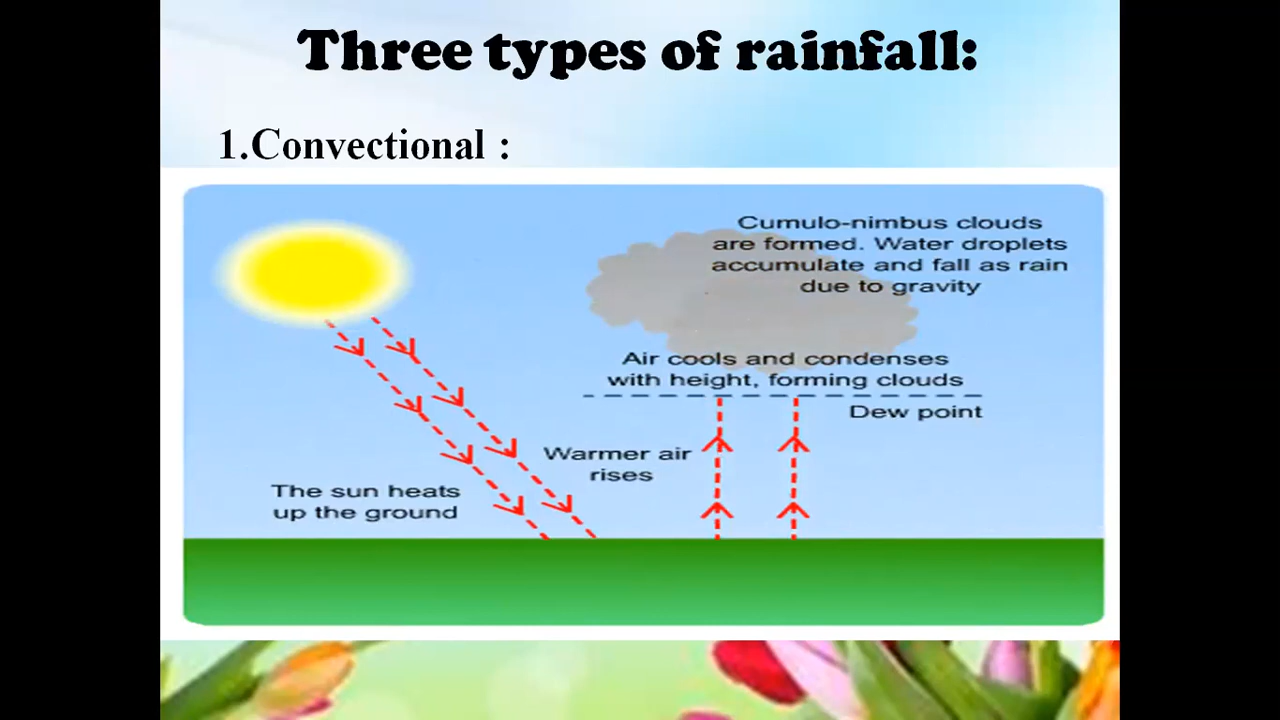 Three types of rainfall:
1.Convectional :
Cumulo-nimbus clouds
are formed. Water droplets
accumulate and fall as rain
due to gravity
Air cools and condenses
with height, forming clouds
Dew point
Warmer air
rises
The sun heats
up the ground